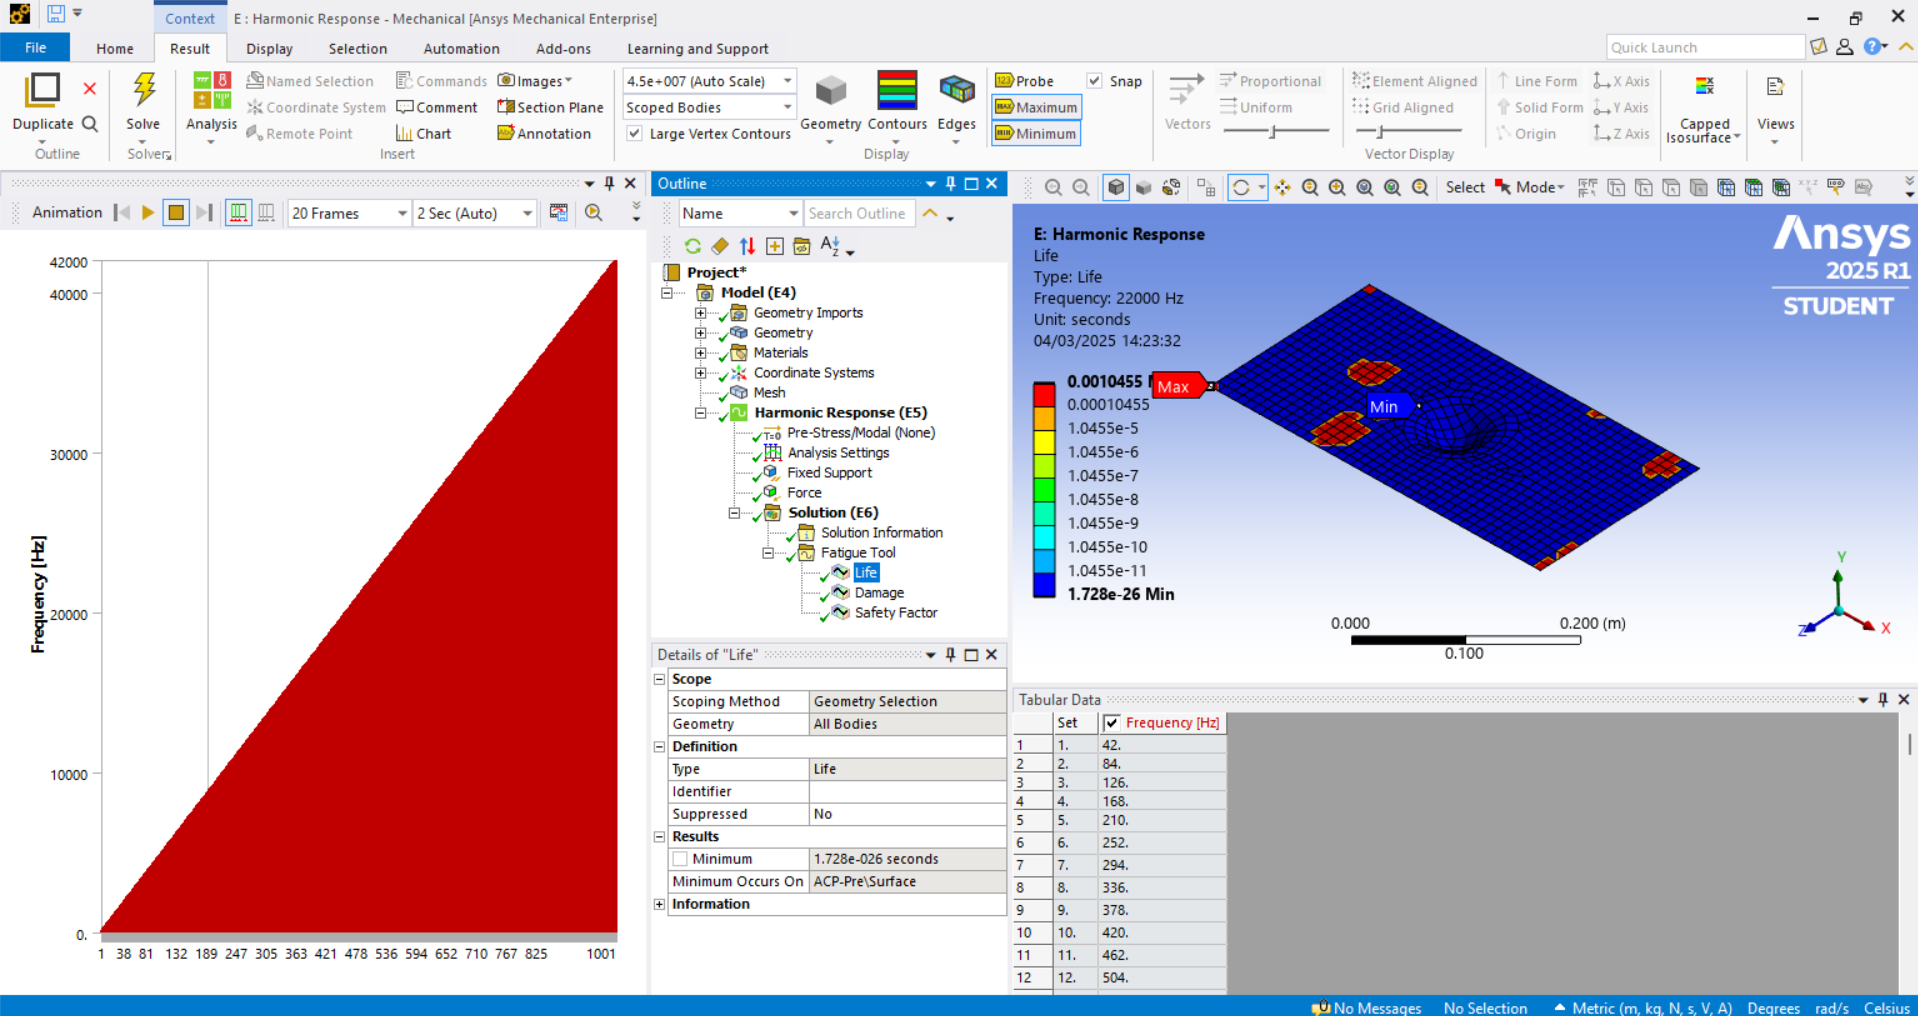 Context
E : Harmonic Response - Mechanical [Ansys Mechanical Enterprise]
File
Home
Result
Display
Selection
Automation
Add-ons
Learning and Support
Quick Launch
Duplicate
Outline
Solve
Solver
Analysis
Named Selection
Coordinate System
Remote Point
Commands
Comment
Chart
Images
Section Plane
Annotation
Insert
4.5e+007 (Auto Scale)
Scoped Bodies
Large Vertex Contours
Geometry
Contours
Edges
Display
Probe
Maximum
Minimum
Snap
Vectors
Proportional
Uniform
Element Aligned
Grid Aligned
Vector Display
Line Form
Solid Form
Origin
X Axis
Y Axis
Z Axis
Capped
Isosurface
Views
Animation
20 Frames
2 Sec (Auto)
Frequency [Hz]
42000
40000
30000
20000
10000
0.
1 38 81 132 189 247 305 363 421 478 536 594 652 710 767 825 1001
Outline
Name
Search Outline
Project*
Model (E4)
Geometry Imports
Geometry
Materials
Coordinate Systems
Mesh
Harmonic Response (E5)
Pre-Stress/Modal (None)
Analysis Settings
Fixed Support
Force
Solution (E6)
Solution Information
Fatigue Tool
Life
Damage
Safety Factor
Details of "Life"
Scope
Scoping Method Geometry Selection
Geometry All Bodies
Definition
Type Life
Identifier
Suppressed No
Results
Minimum 1.728e-026 seconds
Minimum Occurs On ACP-Pre\Surface
Information
Select
Mode
E: Harmonic Response
Life
Type: Life
Frequency: 22000 Hz
Unit: seconds
04/03/2025 14:23:32
0.0010455
0.00010455
1.0455e-5
1.0455e-6
1.0455e-7
1.0455e-8
1.0455e-9
1.0455e-10
1.0455e-11
1.728e-26 Min
Max
Min
Ansys
2025 R1
STUDENT
0.000
0.200 (m)
0.100
Y
Z
X
Tabular Data
Set Frequency [Hz]
1 1. 42.
2 2. 84.
3 3. 126.
4 4. 168.
5 5. 210.
6 6. 252.
7 7. 294.
8 8. 336.
9 9. 378.
10 10. 420.
11 11. 462.
12 12. 504.
No Messages
No Selection
Metric (m, kg, N, s, V, A)
Degrees
rad/s
Celsius